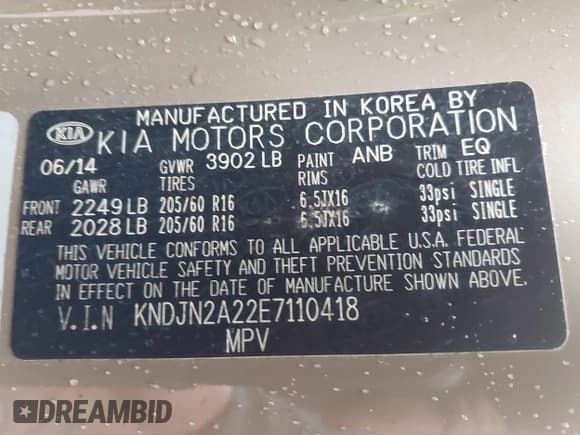 MANUFACTURED IN KOREA BY
KIA KIA MOTORS CORPORATION
06/14 GVWR 3902 LB PAINT ANB TRIM EQ
GAWR TIRES RIMS COLD TIRE INFL
FRONT 2249 LB 205/60 R16 6.5JX16 33psi SINGLE
REAR 2028 LB 205/60 R16 6.5JX16 33psi SINGLE
THIS VEHICLE CONFORMS TO ALL APPLICABLE U.S.A. FEDERAL
MOTOR VEHICLE SAFETY AND THEFT PREVENTION STANDARDS
IN EFFECT ON THE DATE OF MANUFACTURE SHOWN ABOVE.
V.I.N KNDJN2A22E7110418
MPV
DREAMBID